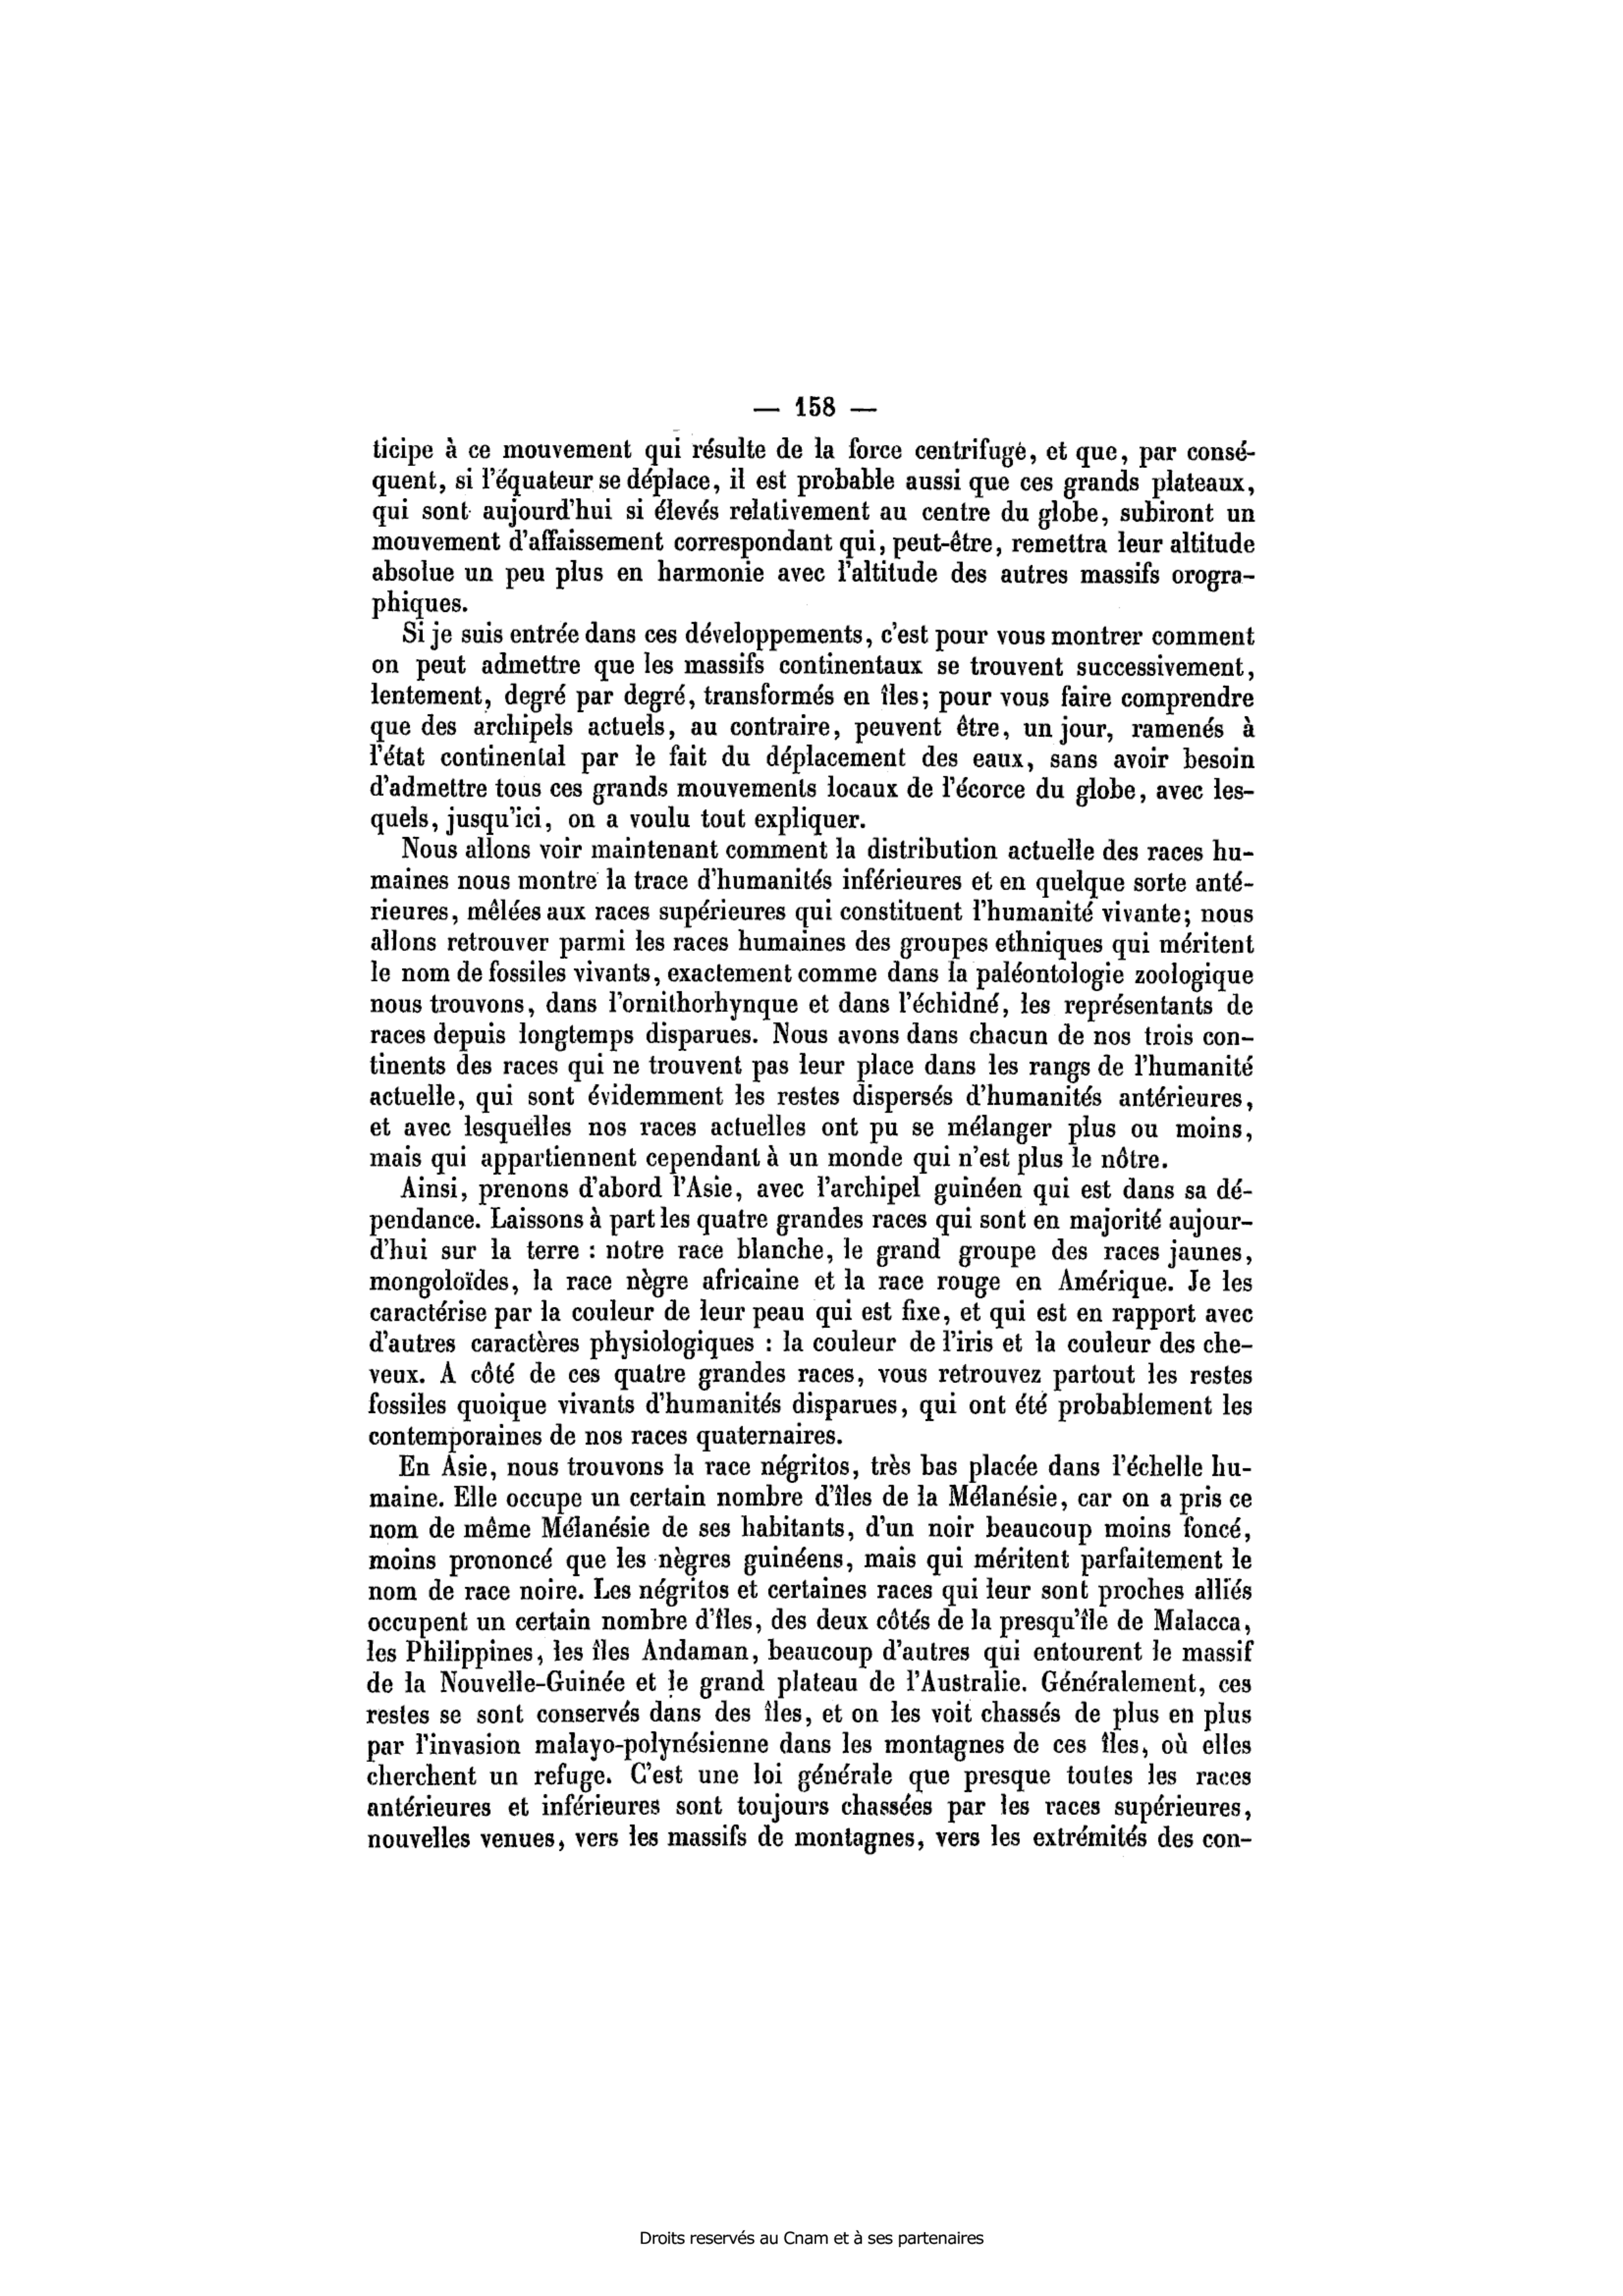 — 158 —
ticipe à ce mouvement qui résulte de la force centrifuge, et que, par consé-
quent, si l'équateur se déplace, il est probable aussi que ces grands plateaux,
qui sont aujourd'hui si élevés relativement au centre du globe, subiront un
mouvement d'affaissement correspondant qui, peut-être, remettra leur altitude
absolue un peu plus en harmonie avec l'altitude des autres massifs orogra-
phiques.
Si je suis entrée dans ces développements, c'est pour vous montrer comment
on peut admettre que les massifs continentaux se trouvent successivement,
lentement, degré par degré, transformés en îles; pour vous faire comprendre
que des archipels actuels, au contraire, peuvent être, un jour, ramenés à
l'état continental par le fait du déplacement des eaux, sans avoir besoin
d'admettre tous ces grands mouvements locaux de l'écorce du globe, avec les-
quels, jusqu'ici, on a voulu tout expliquer.
Nous allons voir maintenant comment la distribution actuelle des races hu-
maines nous montre la trace d'humanités inférieures et en quelque sorte anté-
rieures, mêlées aux races supérieures qui constituent l'humanité vivante; nous
allons retrouver parmi les races humaines des groupes ethniques qui méritent
le nom de fossiles vivants, exactement comme dans la paléontologie zoologique
nous trouvons, dans l'ornithorhynque et dans l'échidné, les représentants de
races depuis longtemps disparues. Nous avons dans chacun de nos trois con-
tinents des races qui ne trouvent pas leur place dans les rangs de l'humanité
actuelle, qui sont évidemment les restes dispersés d'humanités antérieures,
et avec lesquelles nos races actuelles ont pu se mélanger plus ou moins,
mais qui appartiennent cependant à un monde qui n'est plus le nôtre.
Ainsi, prenons d'abord l'Asie, avec l'archipel guinéen qui est dans sa dé-
pendance. Laissons à part les quatre grandes races qui sont en majorité aujour-
d'hui sur la terre : notre race blanche, le grand groupe des races jaunes,
mongoloïdes, la race nègre africaine et la race rouge en Amérique. Je les
caractérise par la couleur de leur peau qui est fixe, et qui est en rapport avec
d'autres caractères physiologiques : la couleur de l'iris et la couleur des che-
veux. A côté de ces quatre grandes races, vous retrouvez partout les restes
fossiles quoique vivants d'humanités disparues, qui ont été probablement les
contemporaines de nos races quaternaires.
En Asie, nous trouvons la race négritos, très bas placée dans l'échelle hu-
maine. Elle occupe un certain nombre d'îles de la Mélanésie, car on a pris ce
nom de même Mélanésie de ses habitants, d'un noir beaucoup moins foncé,
moins prononcé que les nègres guinéens, mais qui méritent parfaitement le
nom de race noire. Les négritos et certaines races qui leur sont proches alliés
occupent un certain nombre d'îles, des deux côtés de la presqu'île de Malacca,
les Philippines, les îles Andaman, beaucoup d'autres qui entourent le massif
de la Nouvelle-Guinée et le grand plateau de l'Australie. Généralement, ces
restes se sont conservés dans des îles, et on les voit chassés de plus en plus
par l'invasion malayo-polynésienne dans les montagnes de ces îles, où elles
cherchent un refuge. C'est une loi générale que presque toutes les races
antérieures et inférieures sont toujours chassées par les races supérieures,
nouvelles venues, vers les massifs de montagnes, vers les extrémités des con-
Droits reservés au Cnam et à ses partenaires